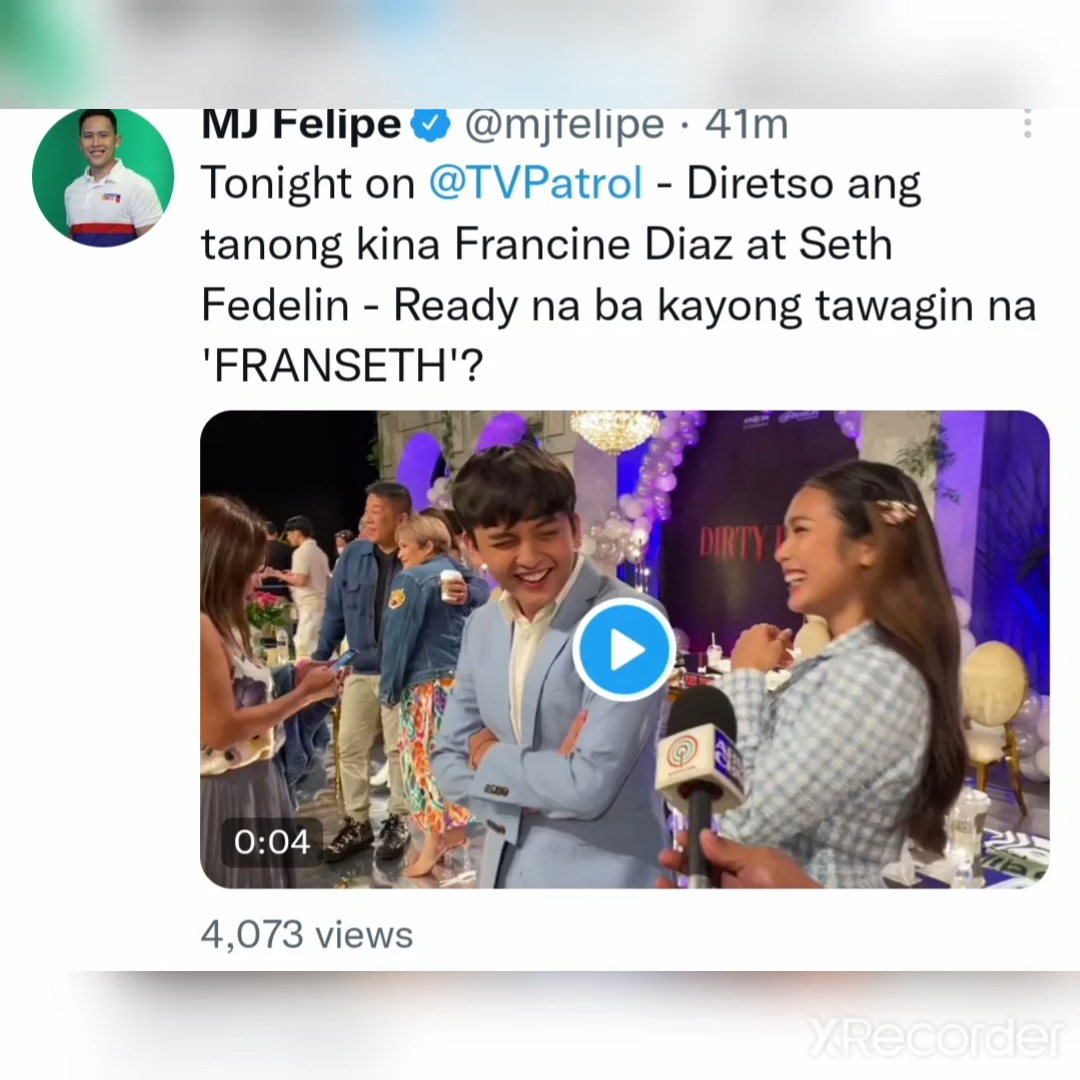 MJ Felipe @mjfelipe · 41m
Tonight on @TVPatrol - Diretso ang
tanong kina Francine Diaz at Seth
Fedelin - Ready na ba kayong tawagin na
'FRANSETH'?
DIRTY
0:04
4,073 views
XRecorder